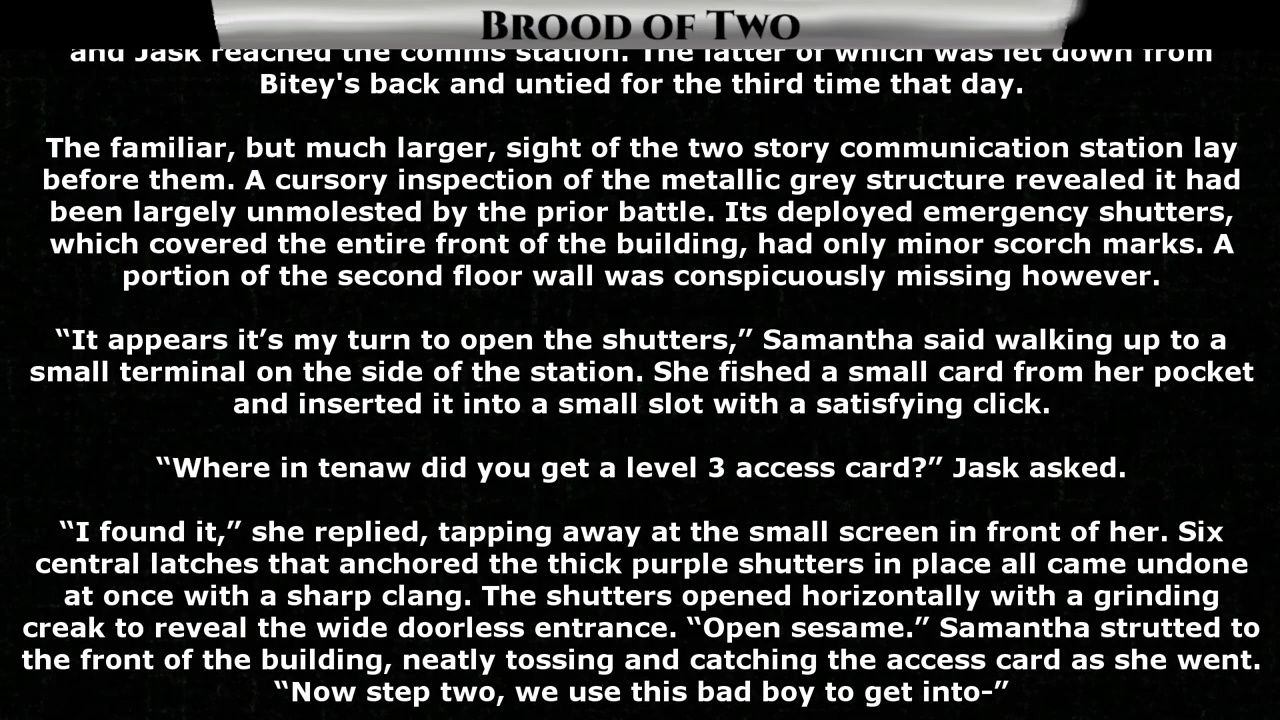 Brood of Two
and Jask reached the comms station. The latter of which was let down from
Bitey's back and untied for the third time that day.
The familiar, but much larger, sight of the two story communication station lay
before them. A cursory inspection of the metallic grey structure revealed it had
been largely unmolested by the prior battle. Its deployed emergency shutters,
which covered the entire front of the building, had only minor scorch marks. A
portion of the second floor wall was conspicuously missing however.
“It appears it’s my turn to open the shutters,” Samantha said walking up to a
small terminal on the side of the station. She fished a small card from her pocket
and inserted it into a small slot with a satisfying click.
“Where in tenaw did you get a level 3 access card?” Jask asked.
“I found it,” she replied, tapping away at the small screen in front of her. Six
central latches that anchored the thick purple shutters in place all came undone
at once with a sharp clang. The shutters opened horizontally with a grinding
creak to reveal the wide doorless entrance. “Open sesame.” Samantha strutted to
the front of the building, neatly tossing and catching the access card as she went.
“Now step two, we use this bad boy to get into-”